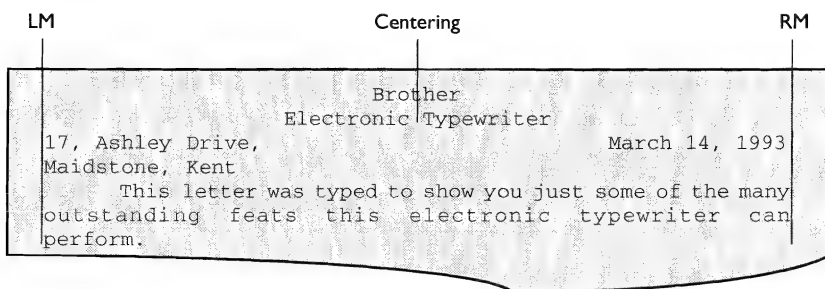 LM Centering RM
Brother
Electronic Typewriter
17, Ashley Drive, March 14, 1993
Maidstone, Kent
This letter was typed to show you just some of the many
outstanding feats this electronic typewriter can
perform.